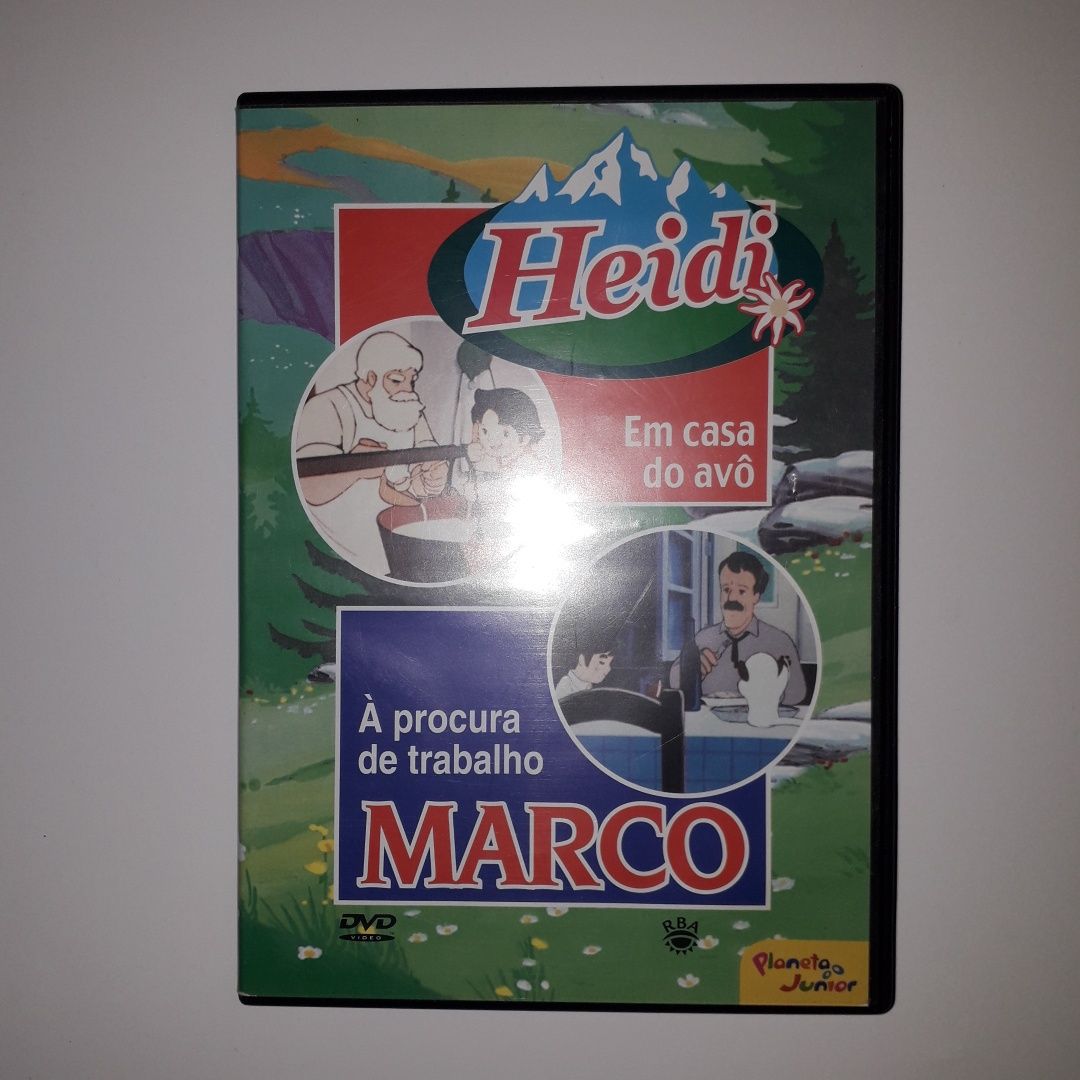 Heidi
Em casa
do avô
À procura
de trabalho
MARCO
DVD
VIDEO
RBA
Planeta
Junior